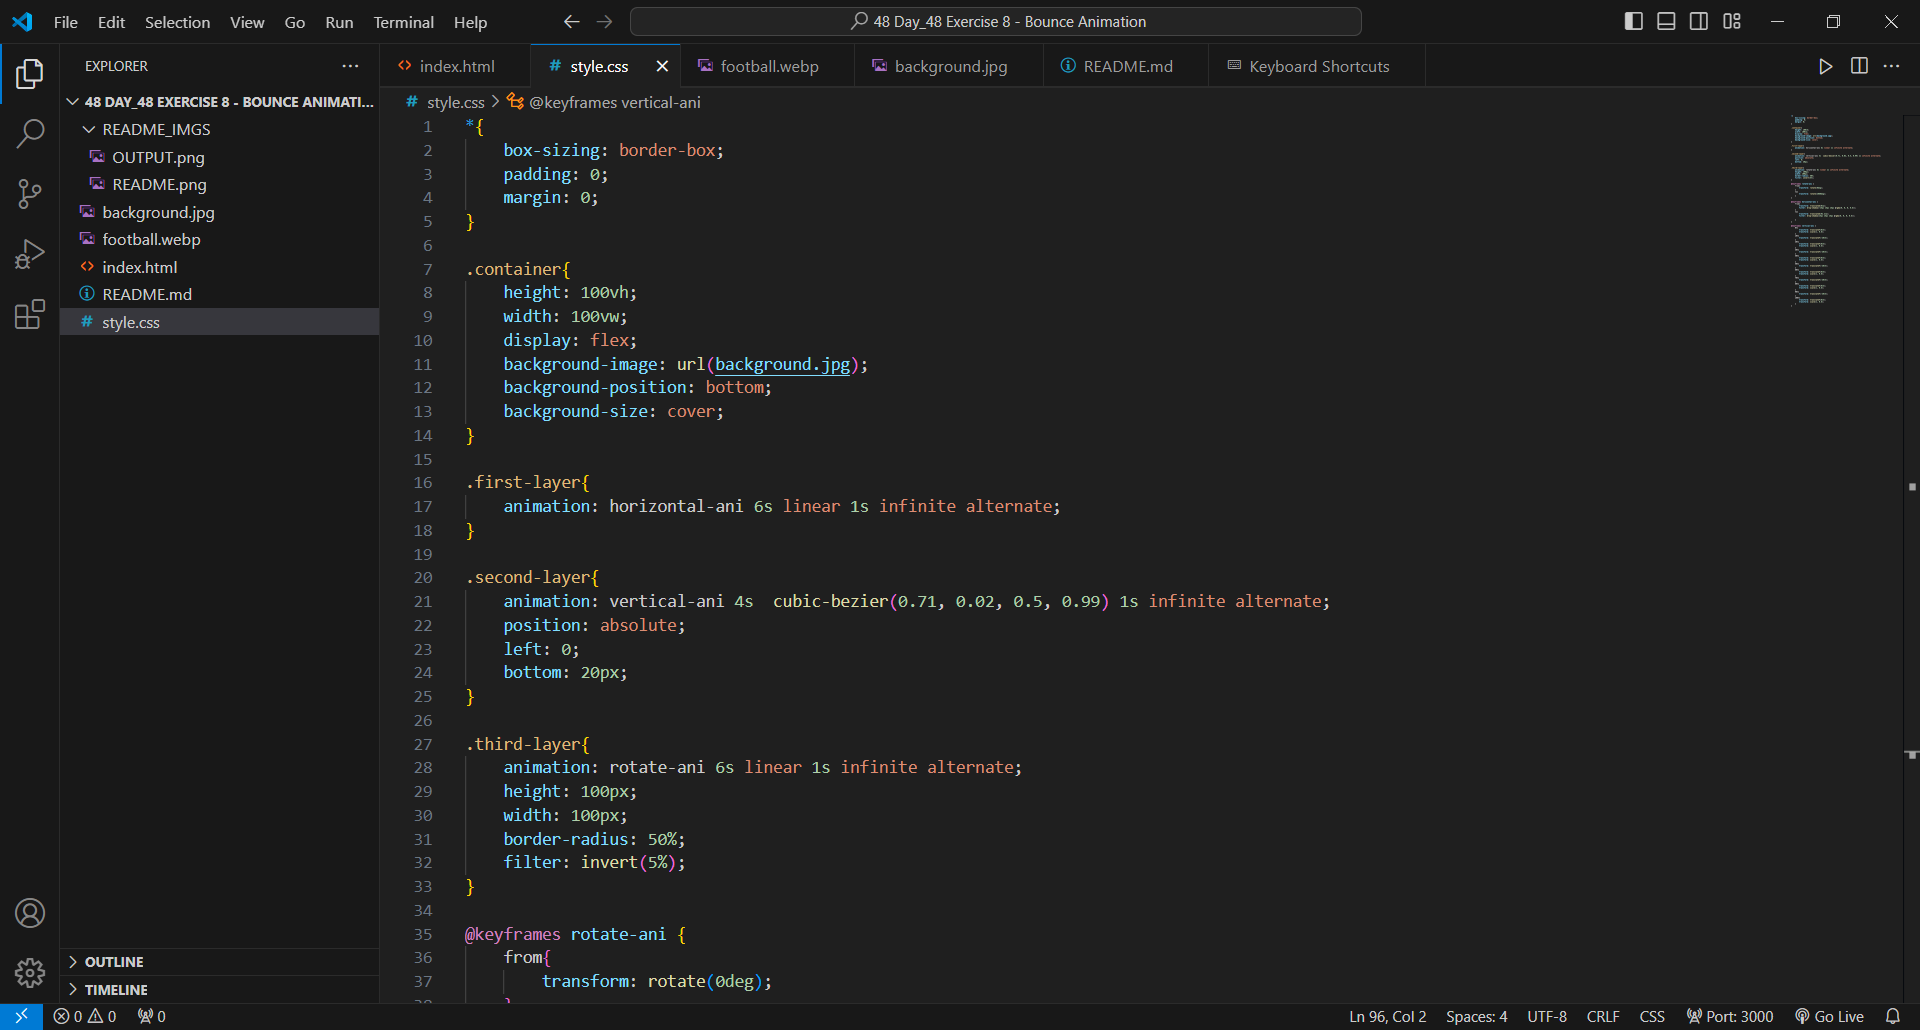 File Edit Selection View Go Run Terminal Help
48 Day_48 Exercise 8 - Bounce Animation
EXPLORER
48 DAY_48 EXERCISE 8 - BOUNCE ANIMATI...
README_IMGS
OUTPUT.png
README.png
background.jpg
football.webp
index.html
README.md
style.css
OUTLINE
TIMELINE
index.html style.css football.webp background.jpg README.md Keyboard Shortcuts
style.css > @keyframes vertical-ani
1 *{
2 box-sizing: border-box;
3 padding: 0;
4 margin: 0;
5 }
6
7 .container{
8 height: 100vh;
9 width: 100vw;
10 display: flex;
11 background-image: url(background.jpg);
12 background-position: bottom;
13 background-size: cover;
14 }
15
16 .first-layer{
17 animation: horizontal-ani 6s linear 1s infinite alternate;
18 }
19
20 .second-layer{
21 animation: vertical-ani 4s  cubic-bezier(0.71, 0.02, 0.5, 0.99) 1s infinite alternate;
22 position: absolute;
23 left: 0;
24 bottom: 20px;
25 }
26
27 .third-layer{
28 animation: rotate-ani 6s linear 1s infinite alternate;
29 height: 100px;
30 width: 100px;
31 border-radius: 50%;
32 filter: invert(5%);
33 }
34
35 @keyframes rotate-ani {
36 from{
37 transform: rotate(0deg);
0 0 0
Ln 96, Col 2 Spaces: 4 UTF-8 CRLF CSS Port: 3000 Go Live